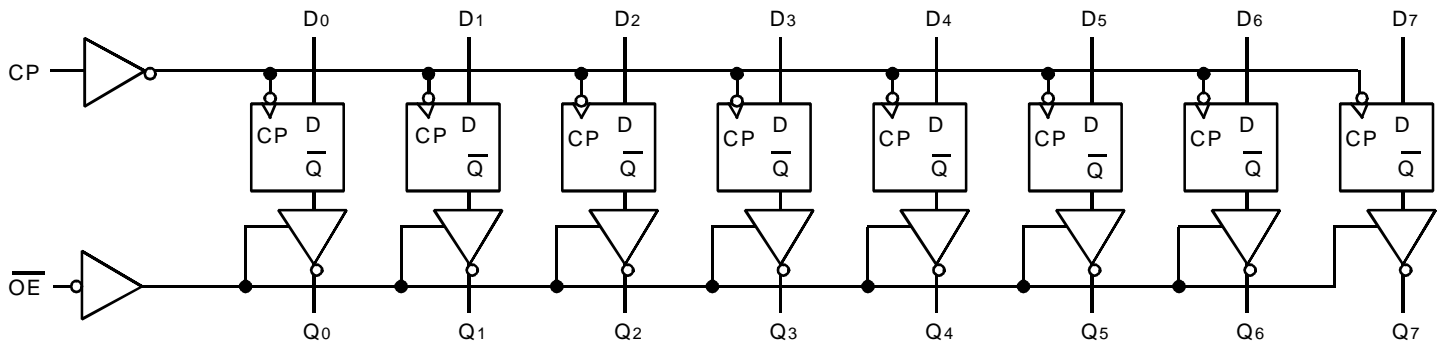 D0 D1 D2 D3 D4 D5 D6 D7
CP
CP D CP D CP D CP D CP D CP D CP D CP D
Q̅ Q̅ Q̅ Q̅ Q̅ Q̅ Q̅ Q̅
O̅E̅
Q0 Q1 Q2 Q3 Q4 Q5 Q6 Q7